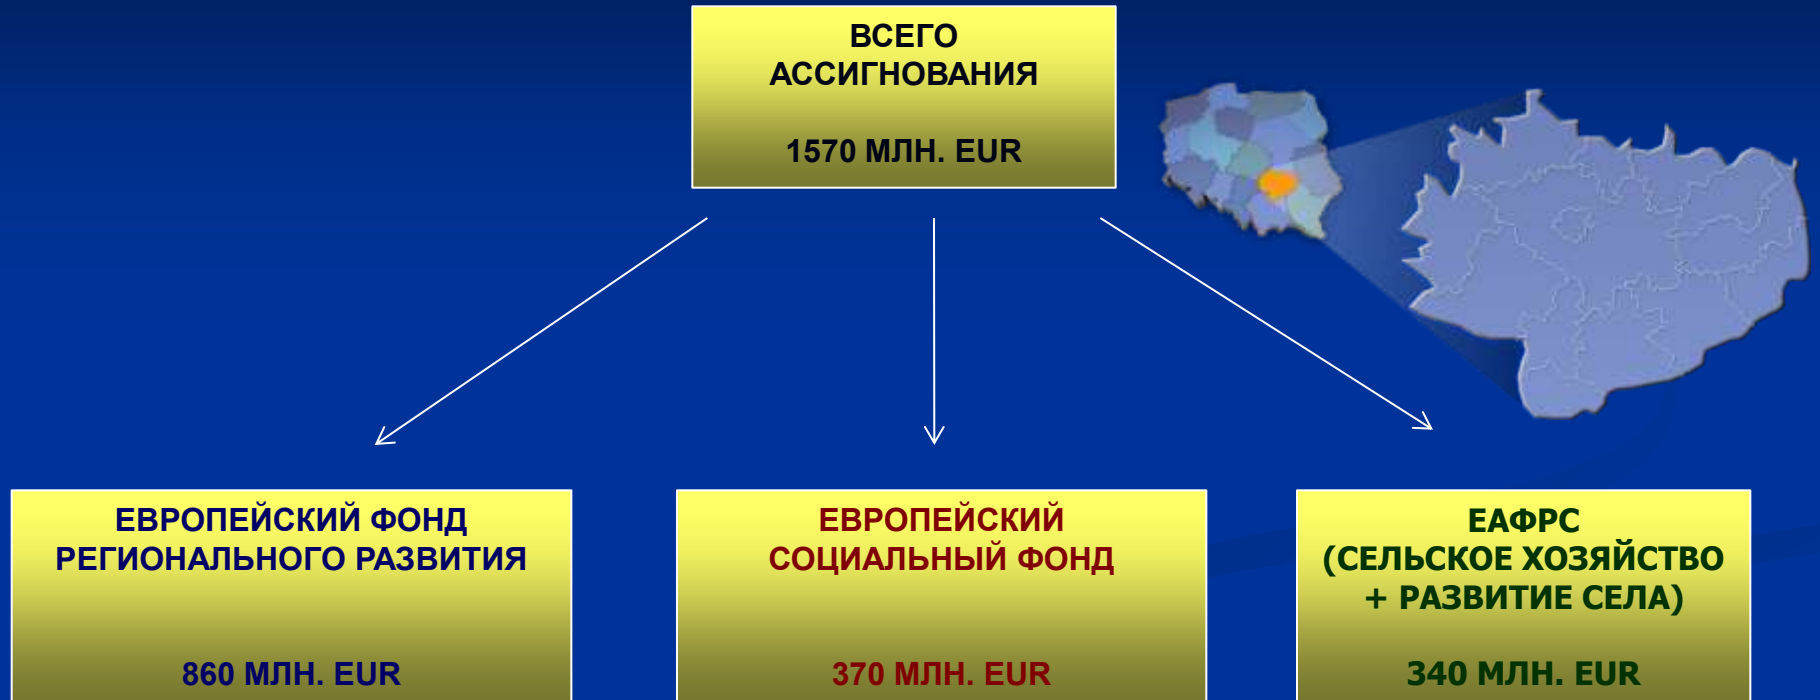 ВСЕГО
АССИГНОВАНИЯ
1570 МЛН. EUR
ЕВРОПЕЙСКИЙ ФОНД
РЕГИОНАЛЬНОГО РАЗВИТИЯ
860 МЛН. EUR
ЕВРОПЕЙСКИЙ
СОЦИАЛЬНЫЙ ФОНД
370 МЛН. EUR
ЕАФРС
(СЕЛЬСКОЕ ХОЗЯЙСТВО
+ РАЗВИТИЕ СЕЛА)
340 МЛН. EUR